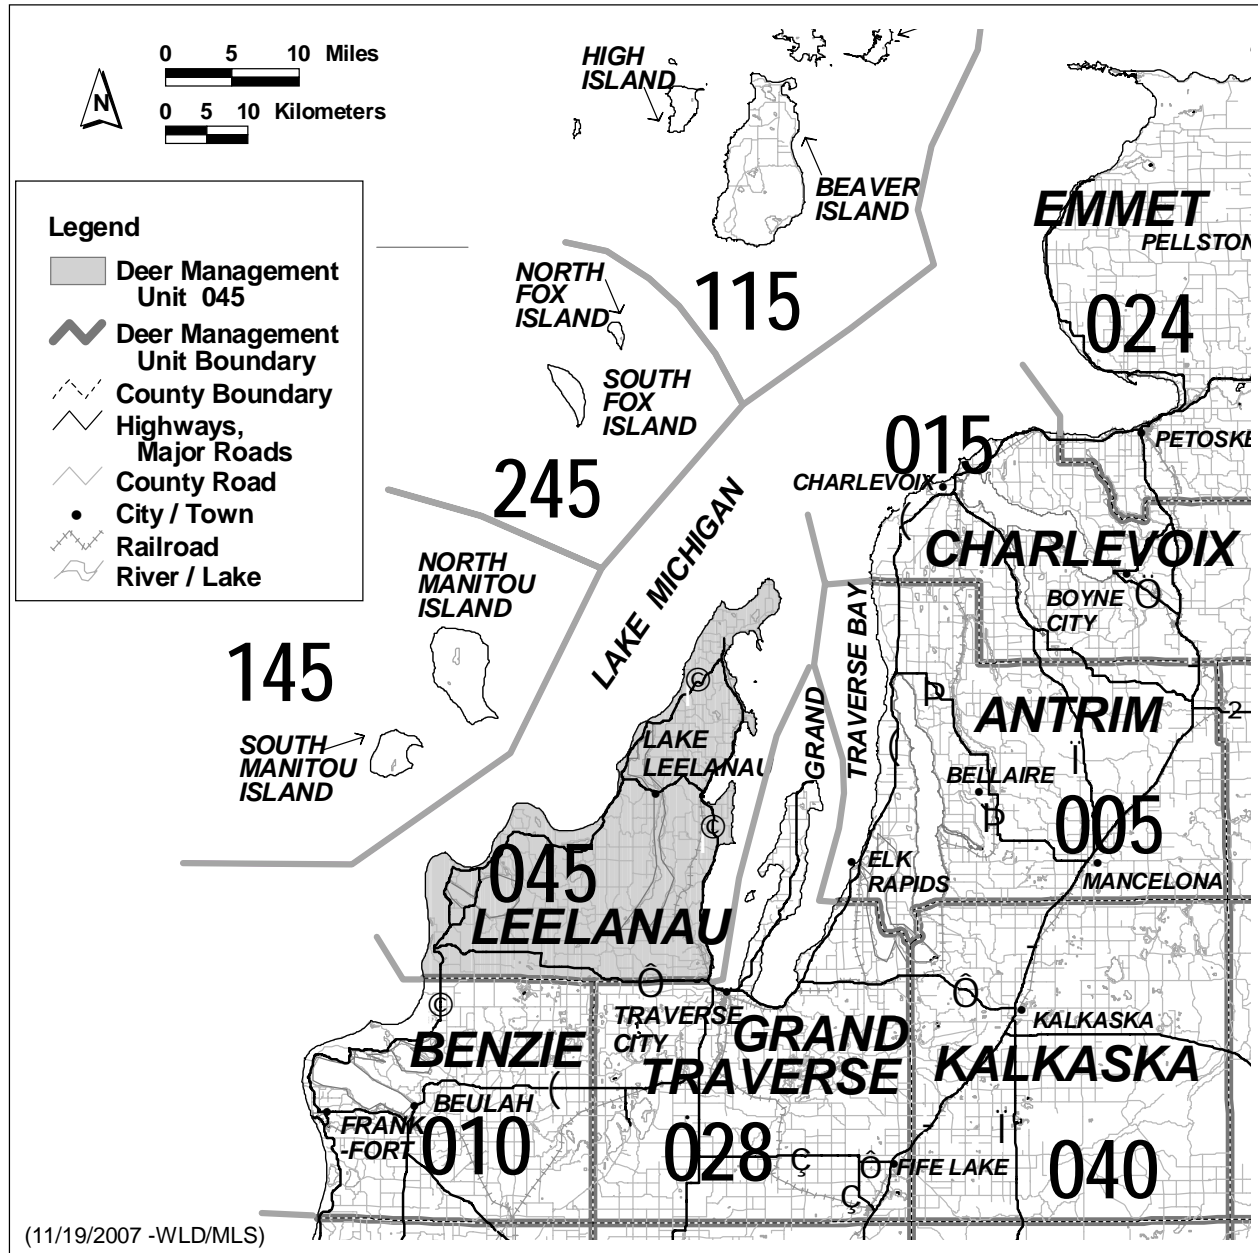 0 5 10 Miles
0 5 10 Kilometers
N
Legend
Deer Management
Unit 045
Deer Management
Unit Boundary
County Boundary
Highways,
Major Roads
County Road
City / Town
Railroad
River / Lake
HIGH
ISLAND
BEAVER
ISLAND
EMMET
PELLSTON
NORTH
FOX
ISLAND
115
024
SOUTH
FOX
ISLAND
015
PETOSKE
245
CHARLEVOIX
LAKE MICHIGAN
CHARLEVOIX
NORTH
MANITOU
ISLAND
BOYNE
CITY
Ö
145
GRAND
TRAVERSE BAY
©
Þ
ANTRIM
2
SOUTH
MANITOU
ISLAND
LAKE
LEELANAU
(
Ï
BELLAIRE
Þ
005
©
045
ELK
RAPIDS
MANCELONA
LEELANAU
Ô
Ô
©
TRAVERSE
CITY
GRAND
TRAVERSE
KALKASKA
BENZIE
KALKASKA
(
BEULAH
FRANK
-FORT
010
028
Ï
Ç
Ô
FIFE LAKE
040
Ç
(11/19/2007 -WLD/MLS)